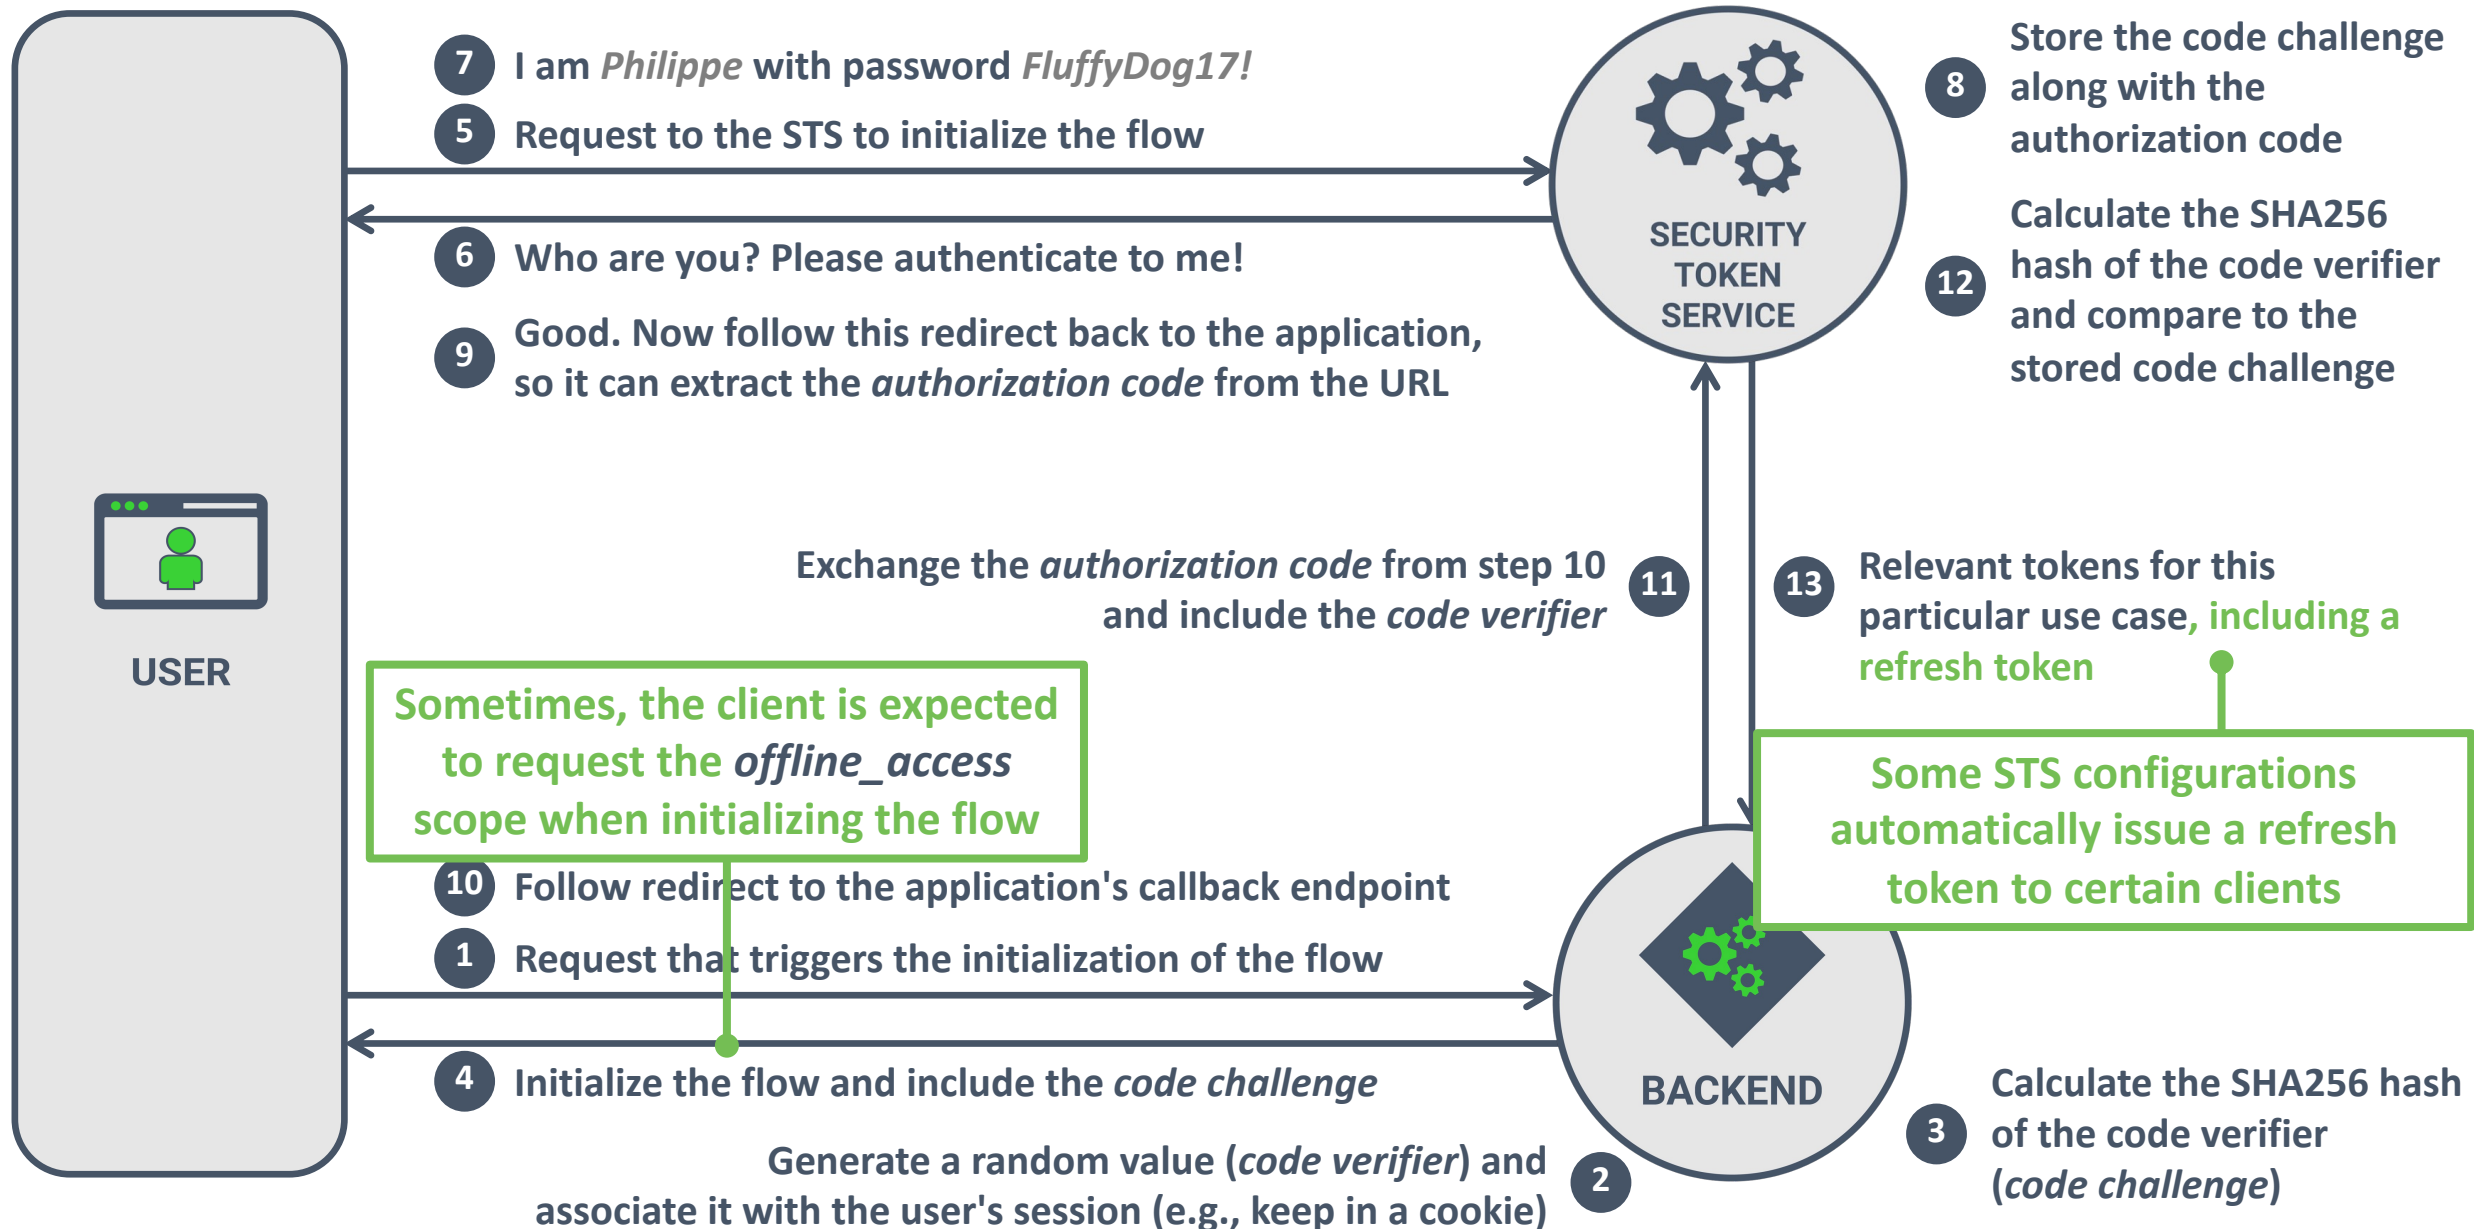 7 I am Philippe with password FluffyDog17!
5 Request to the STS to initialize the flow
6 Who are you? Please authenticate to me!
9 Good. Now follow this redirect back to the application,
so it can extract the authorization code from the URL
SECURITY
TOKEN
SERVICE
8 Store the code challenge
along with the
authorization code
12 Calculate the SHA256
hash of the code verifier
and compare to the
stored code challenge
USER
Exchange the authorization code from step 10
and include the code verifier
11
13 Relevant tokens for this
particular use case, including a
refresh token
Sometimes, the client is expected
to request the offline_access
scope when initializing the flow
Some STS configurations
automatically issue a refresh
token to certain clients
10 Follow redirect to the application's callback endpoint
1 Request that triggers the initialization of the flow
4 Initialize the flow and include the code challenge
BACKEND
Generate a random value (code verifier) and
associate it with the user's session (e.g., keep in a cookie)
2
3 Calculate the SHA256 hash
of the code verifier
(code challenge)